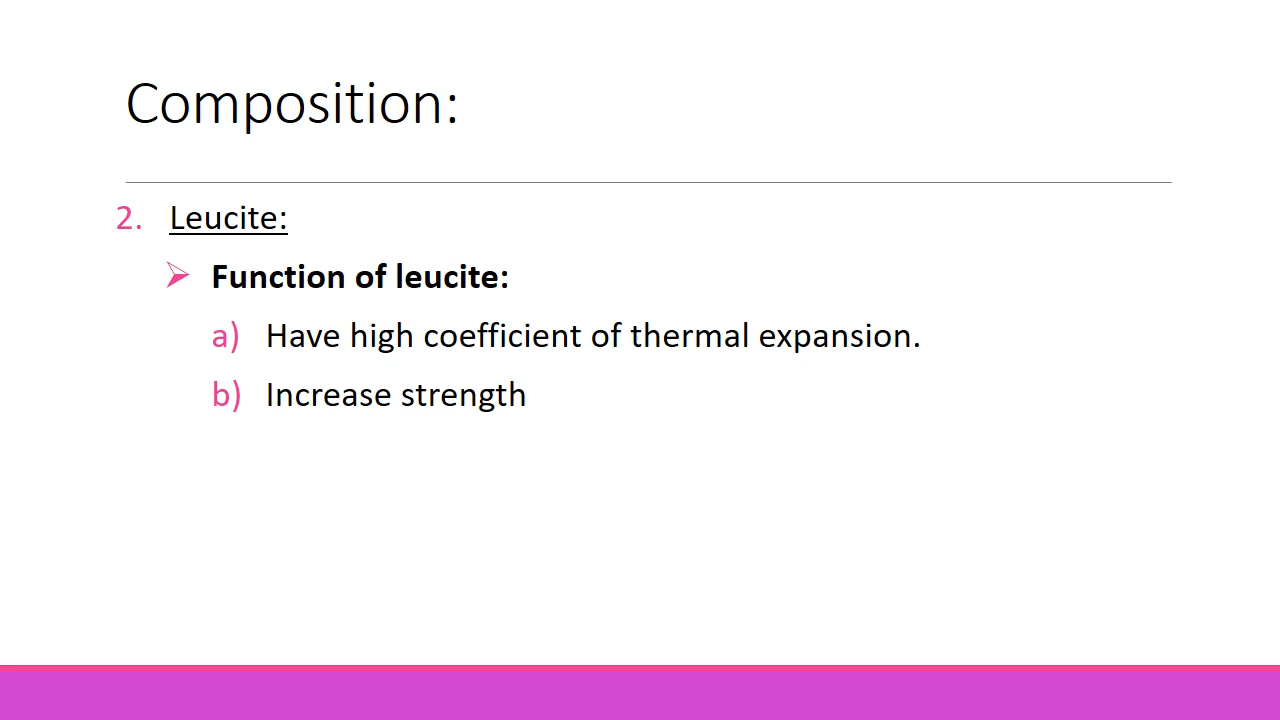 Composition:
2. Leucite:
➢ Function of leucite:
a) Have high coefficient of thermal expansion.
b) Increase strength